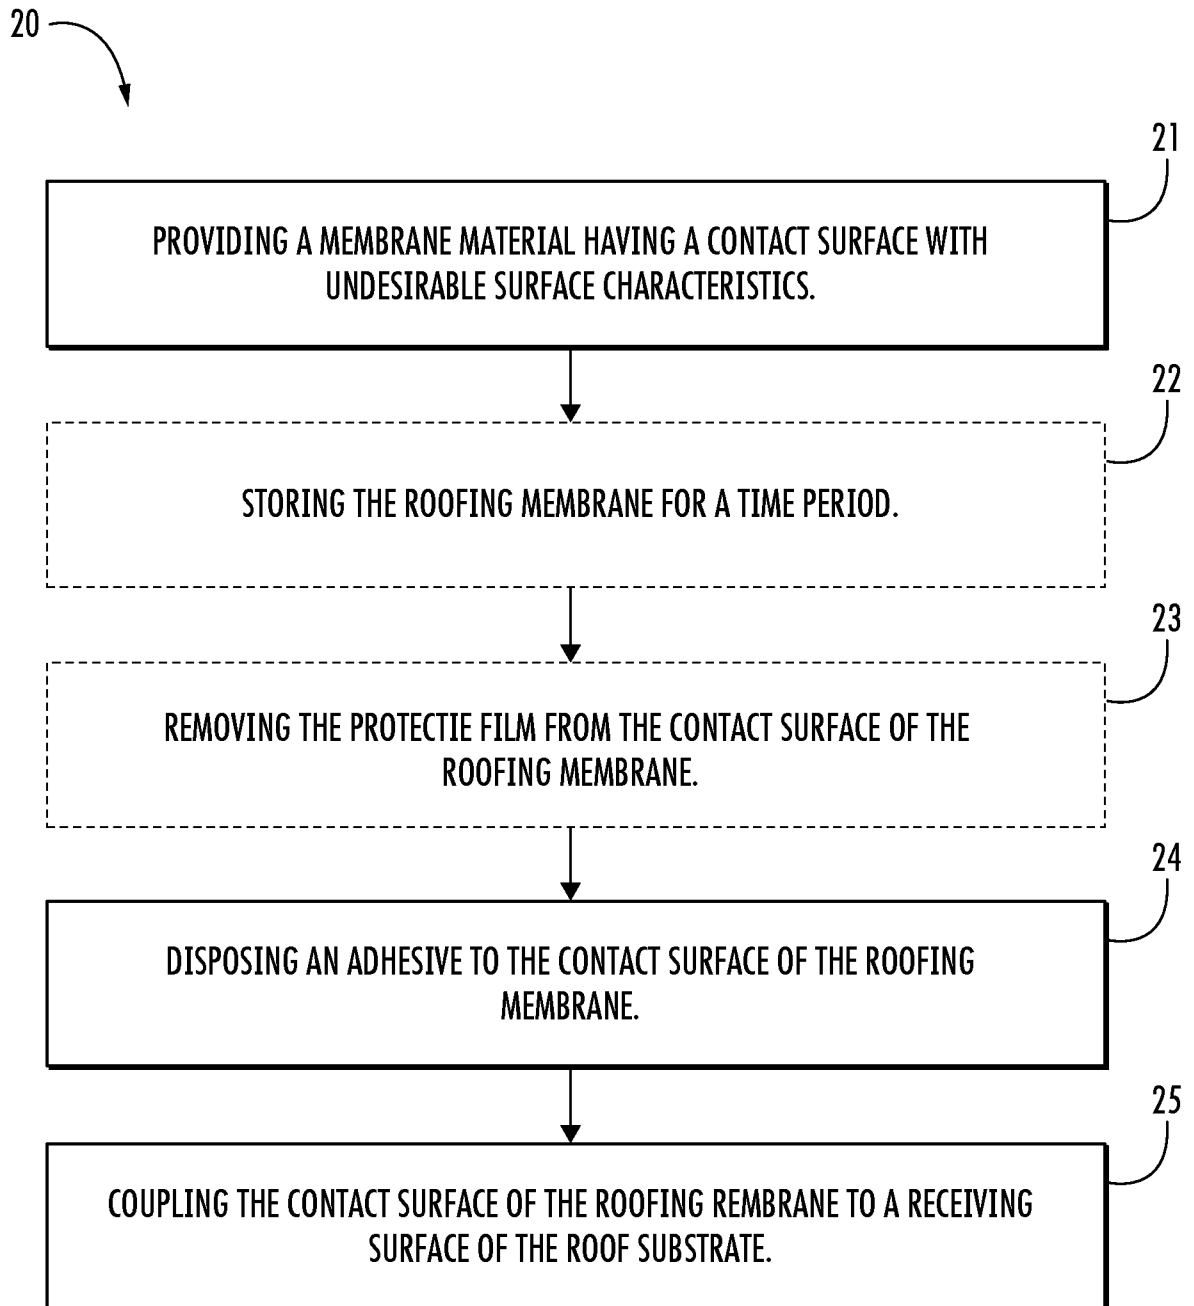 20
21
PROVIDING A MEMBRANE MATERIAL HAVING A CONTACT SURFACE WITH
UNDESIRABLE SURFACE CHARACTERISTICS.
22
STORING THE ROOFING MEMBRANE FOR A TIME PERIOD.
23
REMOVING THE PROTECTIE FILM FROM THE CONTACT SURFACE OF THE
ROOFING MEMBRANE.
24
DISPOSING AN ADHESIVE TO THE CONTACT SURFACE OF THE ROOFING
MEMBRANE.
25
COUPLING THE CONTACT SURFACE OF THE ROOFING REMBRANE TO A RECEIVING
SURFACE OF THE ROOF SUBSTRATE.